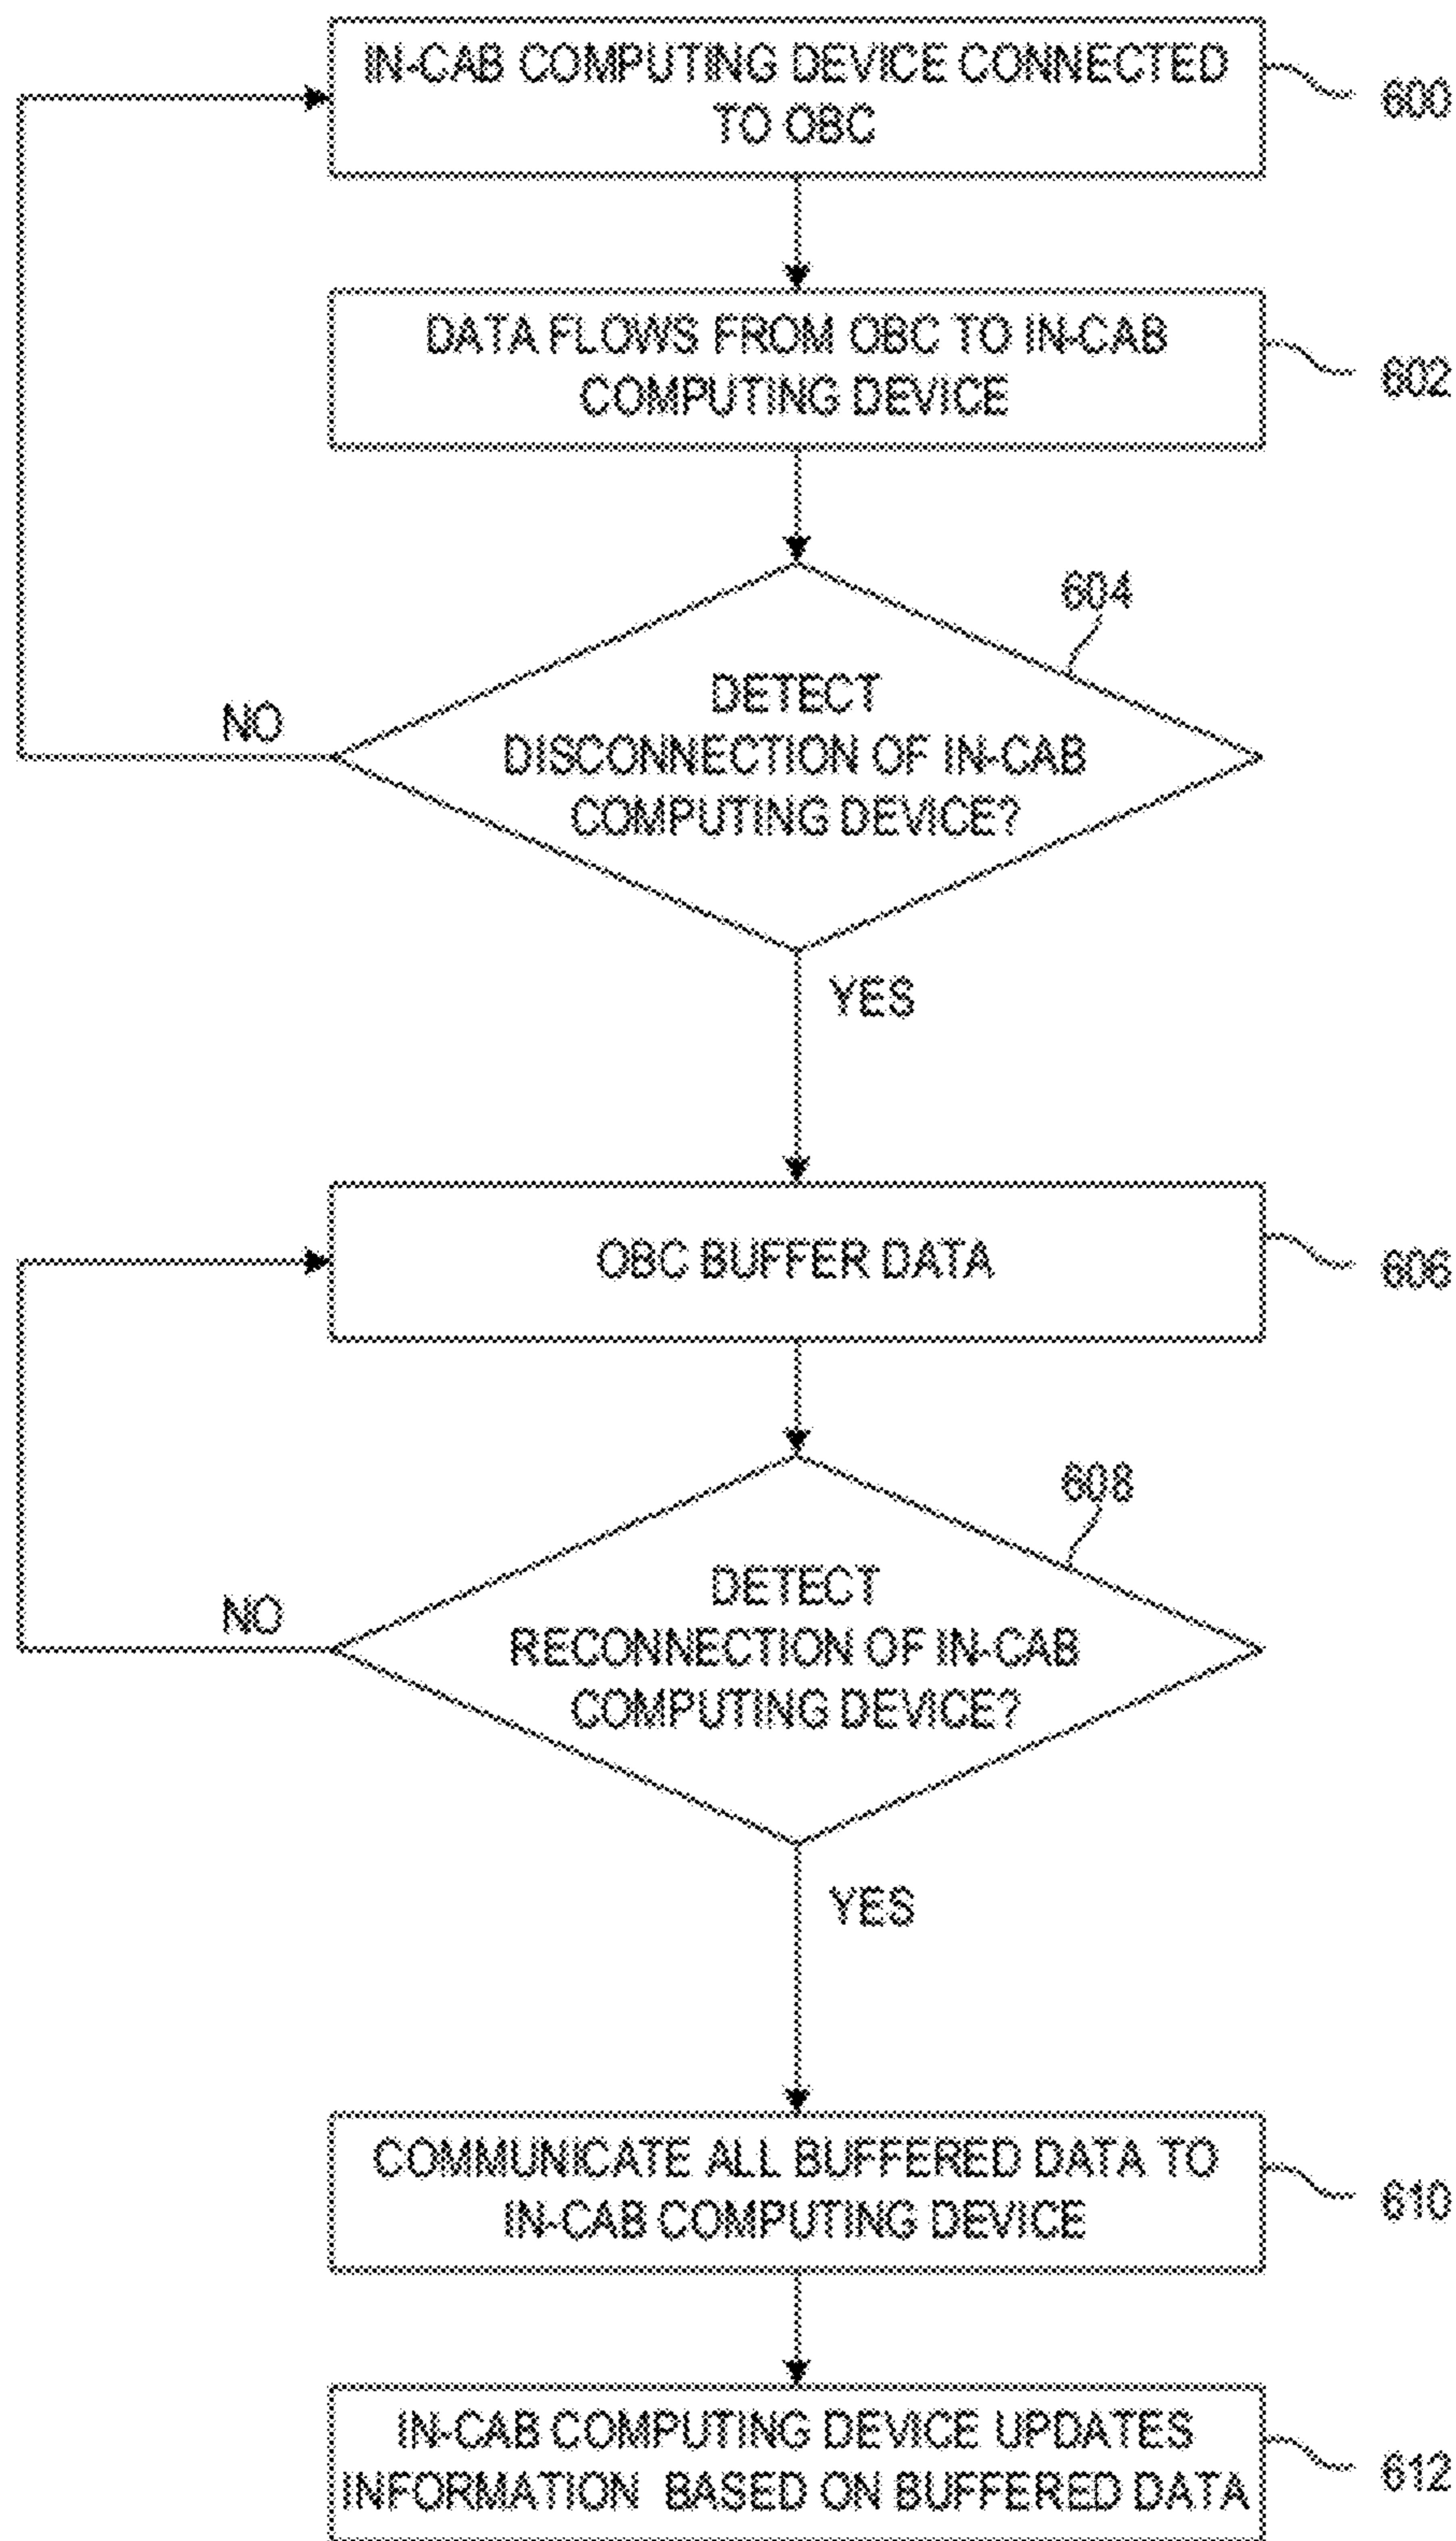 IN-CAB COMPUTING DEVICE CONNECTED
TO OBC
600
DATA FLOWS FROM OBC TO IN-CAB
COMPUTING DEVICE
602
604
DETECT
DISCONNECTION OF IN-CAB
COMPUTING DEVICE?
NO
YES
OBC BUFFER DATA
606
608
DETECT
RECONNECTION OF IN-CAB
COMPUTING DEVICE?
NO
YES
COMMUNICATE ALL BUFFERED DATA TO
IN-CAB COMPUTING DEVICE
610
IN-CAB COMPUTING DEVICE UPDATES
INFORMATION BASED ON BUFFERED DATA
612